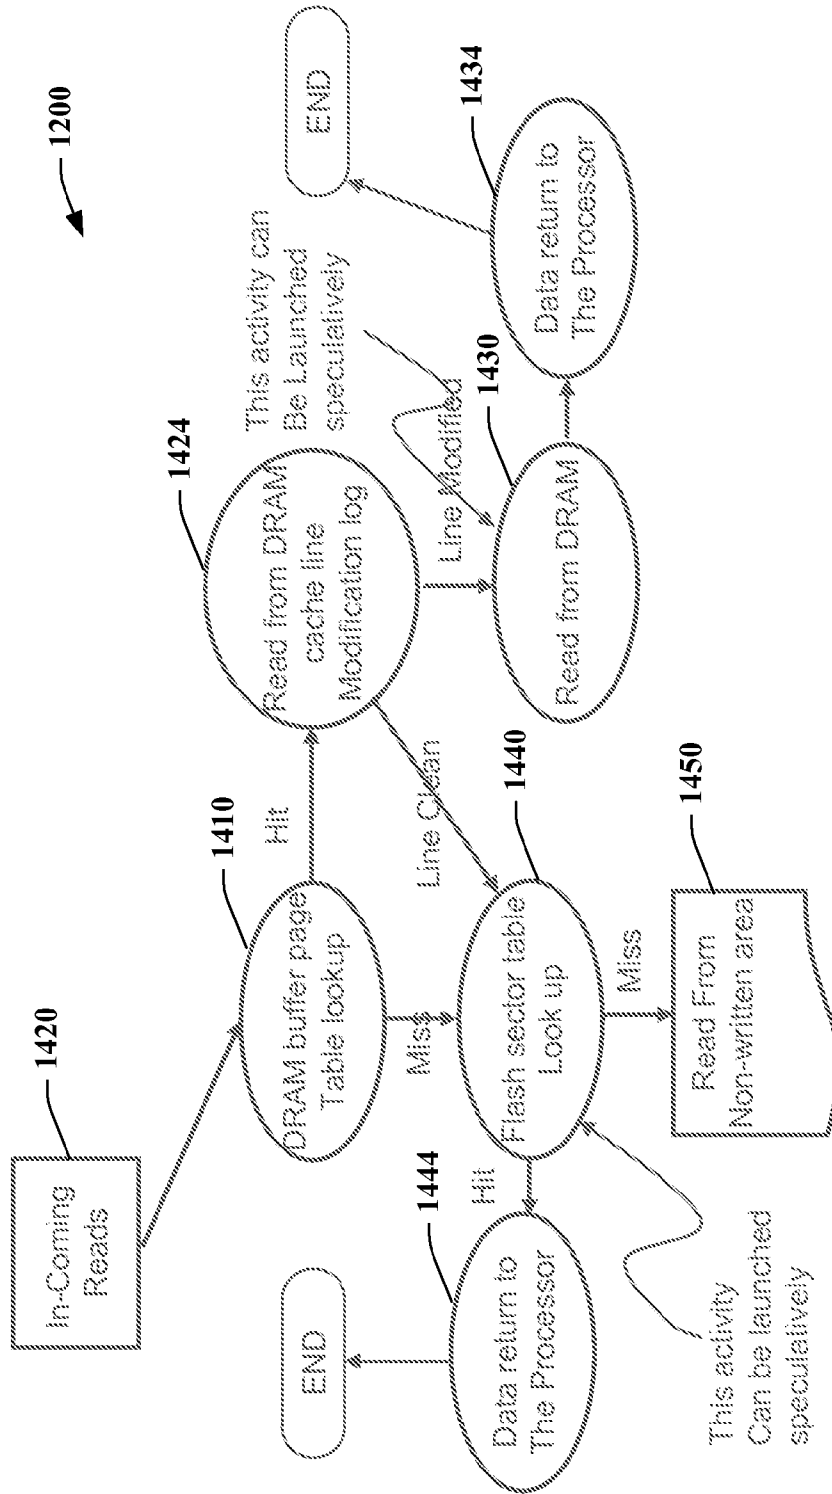 1200
1420
In-Coming
Reads
1410
DRAM buffer page
Table lookup
Hit
1424
Read from DRAM
cache line
Modification log
This activity can
Be Launched
speculatively
END
END
Miss
Line Clean
Line Modified
1444
Data return to
The Processor
Hit
1440
Flash sector table
Look up
1430
Read from DRAM
1434
Data return to
The Processor
Miss
1450
Read From
Non-written area
This activity
Can be launched
speculatively